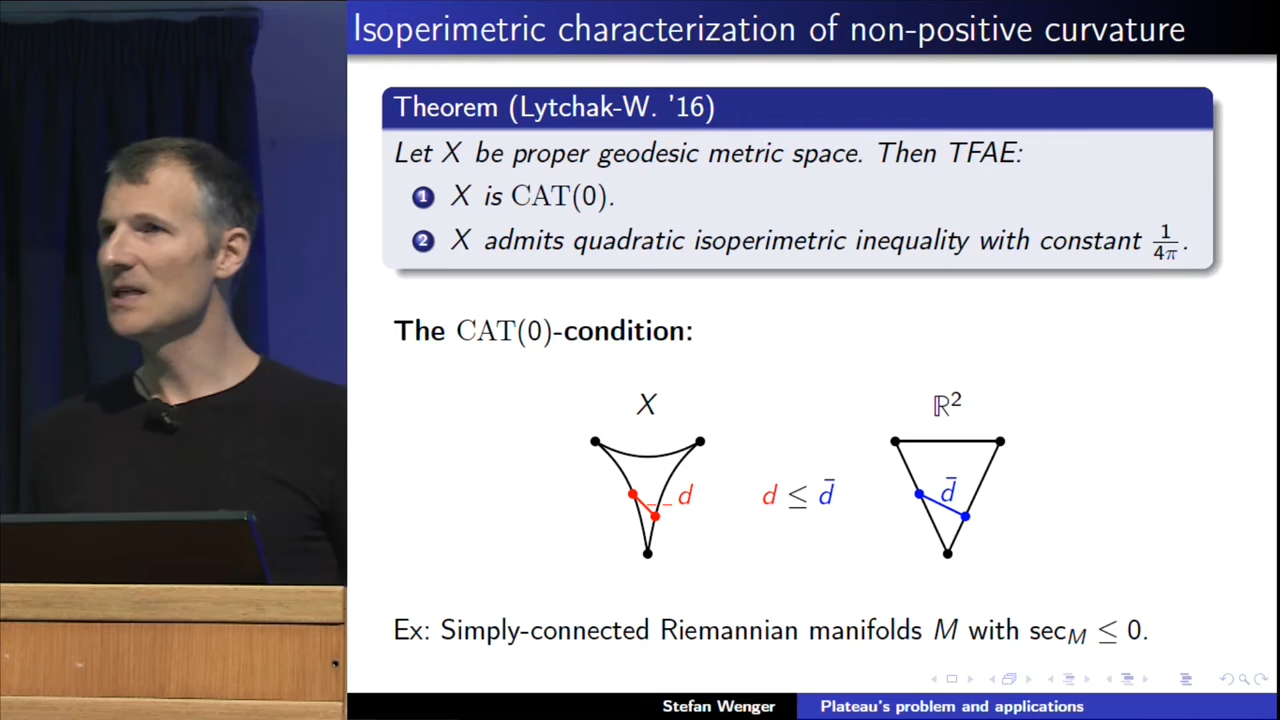 Isoperimetric characterization of non-positive curvature
Theorem (Lytchak-W. '16)
Let X be proper geodesic metric space. Then TFAE:
1 X is CAT(0).
2 X admits quadratic isoperimetric inequality with constant 1/4π.
The CAT(0)-condition:
X ℝ²
d d ≤ d̄ d̄
Ex: Simply-connected Riemannian manifolds M with sec_M ≤ 0.
Stefan Wenger Plateau's problem and applications